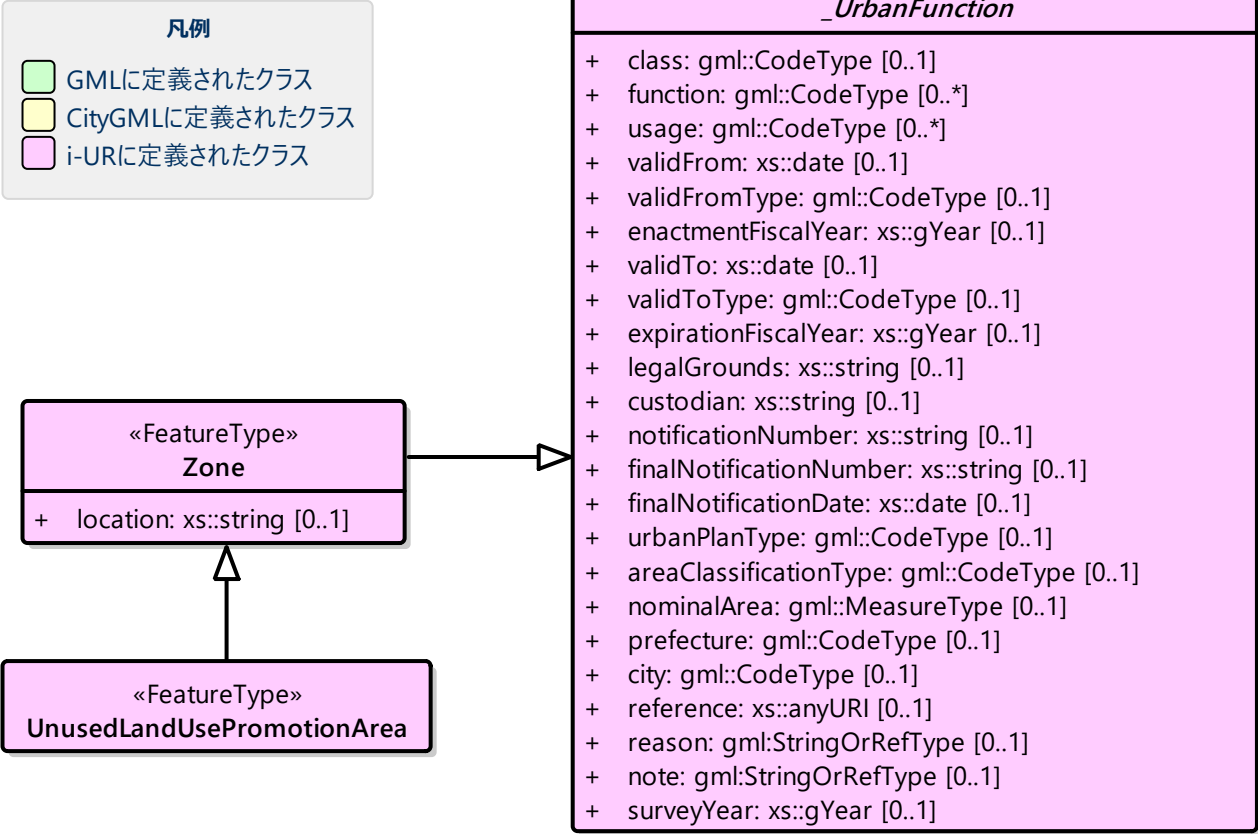 凡例
GMLに定義されたクラス
CityGMLに定義されたクラス
i-URに定義されたクラス
_UrbanFunction
+ class: gml::CodeType [0..1]
+ function: gml::CodeType [0..*]
+ usage: gml::CodeType [0..*]
+ validFrom: xs::date [0..1]
+ validFromType: gml::CodeType [0..1]
+ enactmentFiscalYear: xs::gYear [0..1]
+ validTo: xs::date [0..1]
+ validToType: gml::CodeType [0..1]
+ expirationFiscalYear: xs::gYear [0..1]
+ legalGrounds: xs::string [0..1]
+ custodian: xs::string [0..1]
+ notificationNumber: xs::string [0..1]
+ finalNotificationNumber: xs::string [0..1]
+ finalNotificationDate: xs::date [0..1]
+ urbanPlanType: gml::CodeType [0..1]
+ areaClassificationType: gml::CodeType [0..1]
+ nominalArea: gml::MeasureType [0..1]
+ prefecture: gml::CodeType [0..1]
+ city: gml::CodeType [0..1]
+ reference: xs::anyURI [0..1]
+ reason: gml:StringOrRefType [0..1]
+ note: gml:StringOrRefType [0..1]
+ surveyYear: xs::gYear [0..1]
«FeatureType»
Zone
+ location: xs::string [0..1]
«FeatureType»
UnusedLandUsePromotionArea